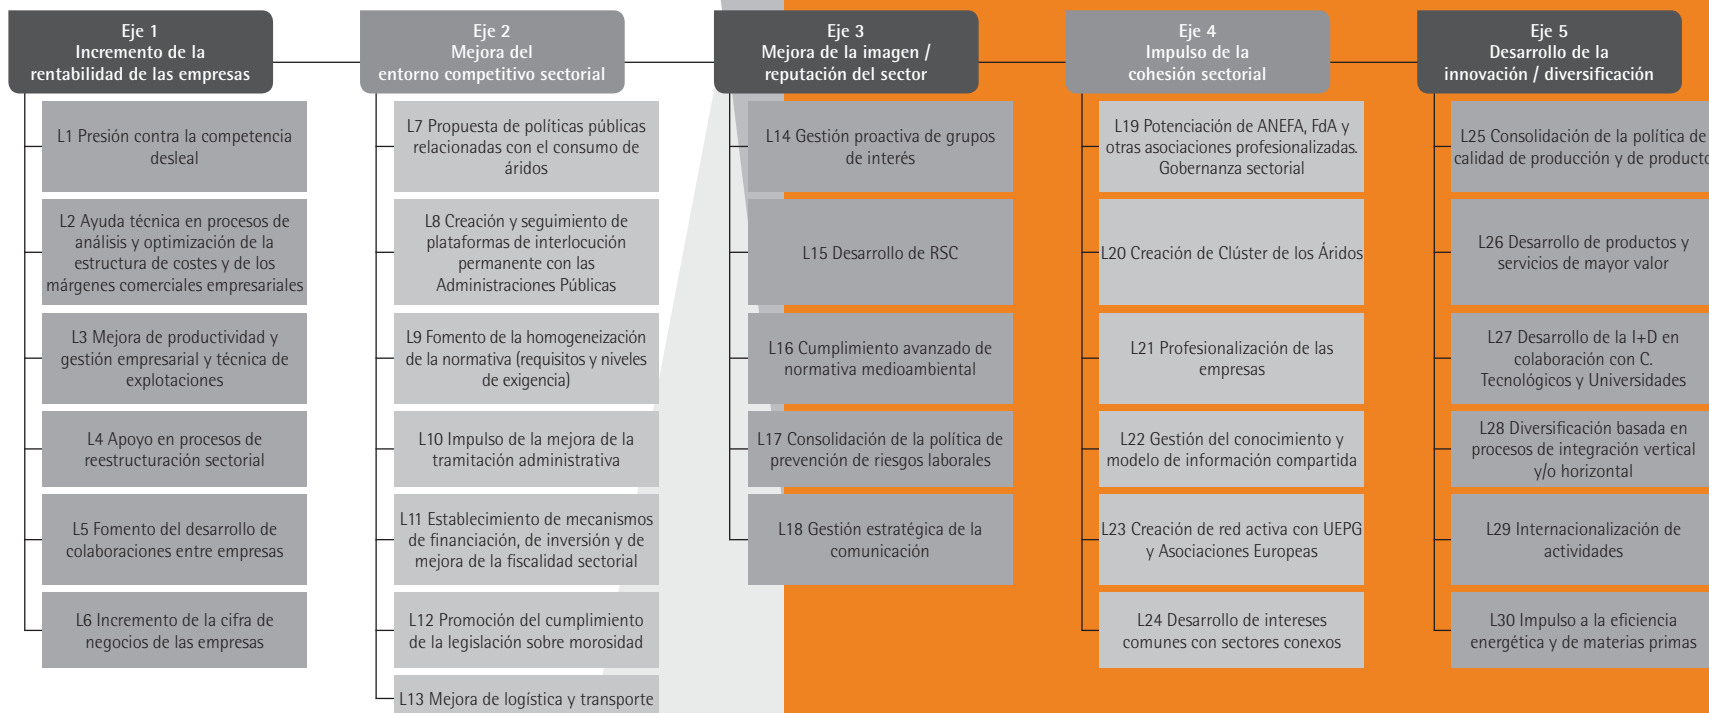 Eje 1
Incremento de la
rentabilidad de las empresas
L1 Presión contra la competencia
desleal
L2 Ayuda técnica en procesos de
análisis y optimización de la
estructura de costes y de los
márgenes comerciales empresariales
L3 Mejora de productividad y
gestión empresarial y técnica de
explotaciones
L4 Apoyo en procesos de
reestructuración sectorial
L5 Fomento del desarrollo de
colaboraciones entre empresas
L6 Incremento de la cifra de
negocios de las empresas
Eje 2
Mejora del
entorno competitivo sectorial
L7 Propuesta de políticas públicas
relacionadas con el consumo de
áridos
L8 Creación y seguimiento de
plataformas de interlocución
permanente con las
Administraciones Públicas
L9 Fomento de la homogeneización
de la normativa (requisitos y niveles
de exigencia)
L10 Impulso de la mejora de la
tramitación administrativa
L11 Establecimiento de mecanismos
de financiación, de inversión y de
mejora de la fiscalidad sectorial
L12 Promoción del cumplimiento
de la legislación sobre morosidad
L13 Mejora de logística y transporte
Eje 3
Mejora de la imagen /
reputación del sector
L14 Gestión proactiva de grupos
de interés
L15 Desarrollo de RSC
L16 Cumplimiento avanzado de
normativa medioambiental
L17 Consolidación de la política de
prevención de riesgos laborales
L18 Gestión estratégica de la
comunicación
Eje 4
Impulso de la
cohesión sectorial
L19 Potenciación de ANEFA, FdA y
otras asociaciones profesionalizadas.
Gobernanza sectorial
L20 Creación de Clúster de los Áridos
L21 Profesionalización de las
empresas
L22 Gestión del conocimiento y
modelo de información compartida
L23 Creación de red activa con UEPG
y Asociaciones Europeas
L24 Desarrollo de intereses
comunes con sectores conexos
Eje 5
Desarrollo de la
innovación / diversificación
L25 Consolidación de la política de
calidad de producción y de producto
L26 Desarrollo de productos y
servicios de mayor valor
L27 Desarrollo de la I+D en
colaboración con C.
Tecnológicos y Universidades
L28 Diversificación basada en
procesos de integración vertical
y/o horizontal
L29 Internacionalización de
actividades
L30 Impulso a la eficiencia
energética y de materias primas